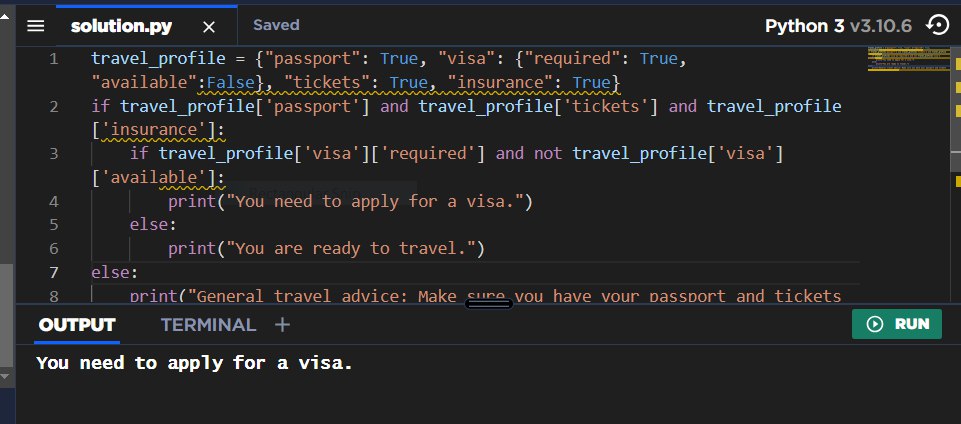 solution.py × Saved Python 3 v3.10.6
1 travel_profile = {"passport": True, "visa": {"required": True,
"available":False}, "tickets": True, "insurance": True}
2 if travel_profile['passport'] and travel_profile['tickets'] and travel_profile
['insurance']:
3 if travel_profile['visa']['required'] and not travel_profile['visa']
['available']:
4 print("You need to apply for a visa.")
5 else:
6 print("You are ready to travel.")
7 else:
8 print("General travel advice: Make sure you have your passport and tickets
OUTPUT TERMINAL + RUN
You need to apply for a visa.